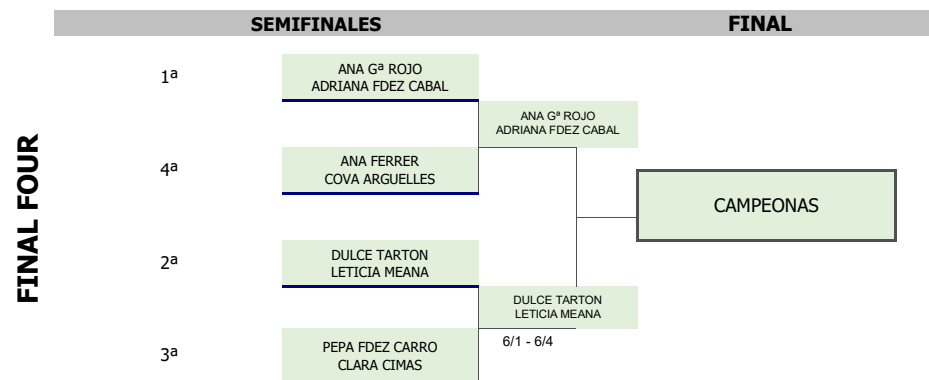 SEMIFINALES FINAL
FINAL FOUR
1ª
ANA Gª ROJO
ADRIANA FDEZ CABAL
ANA Gª ROJO
ADRIANA FDEZ CABAL
4ª
ANA FERRER
COVA ARGUELLES
CAMPEONAS
2ª
DULCE TARTON
LETICIA MEANA
DULCE TARTON
LETICIA MEANA
6/1 - 6/4
3ª
PEPA FDEZ CARRO
CLARA CIMAS